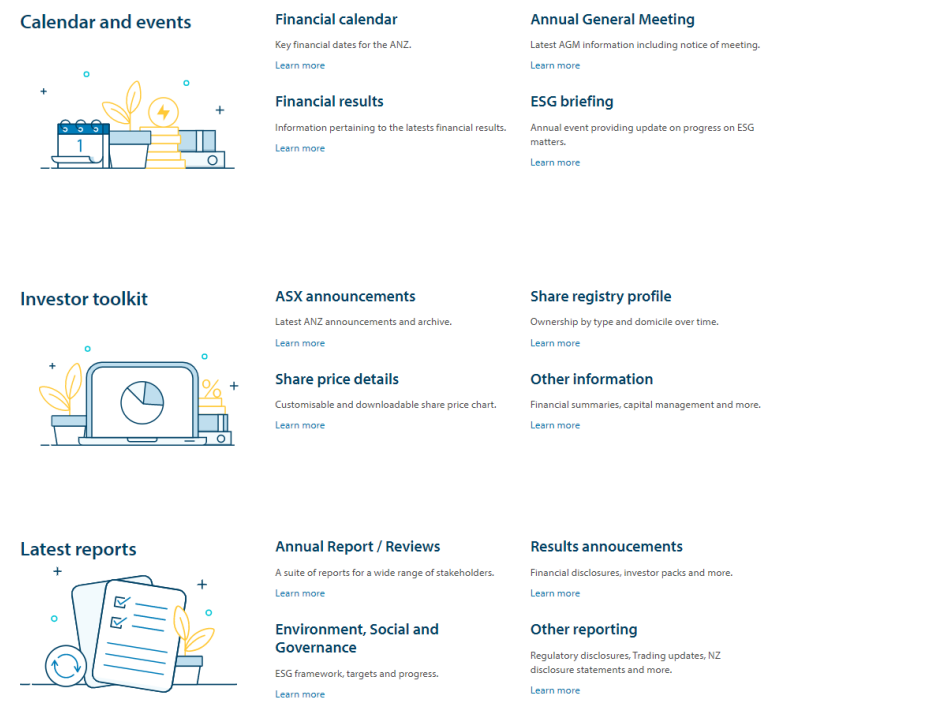 Calendar and events
Financial calendar
Key financial dates for the ANZ.
Learn more
Annual General Meeting
Latest AGM information including notice of meeting.
Learn more
Financial results
Information pertaining to the latests financial results.
Learn more
ESG briefing
Annual event providing update on progress on ESG
matters.
Learn more
1
Investor toolkit
ASX announcements
Latest ANZ announcements and archive.
Learn more
Share registry profile
Ownership by type and domicile over time.
Learn more
Share price details
Customisable and downloadable share price chart.
Learn more
Other information
Financial summaries, capital management and more.
Learn more
%
Latest reports
Annual Report / Reviews
A suite of reports for a wide range of stakeholders.
Learn more
Results annoucements
Financial disclosures, investor packs and more.
Learn more
Environment, Social and
Governance
ESG framework, targets and progress.
Learn more
Other reporting
Regulatory disclosures, Trading updates, NZ
disclosure statements and more.
Learn more